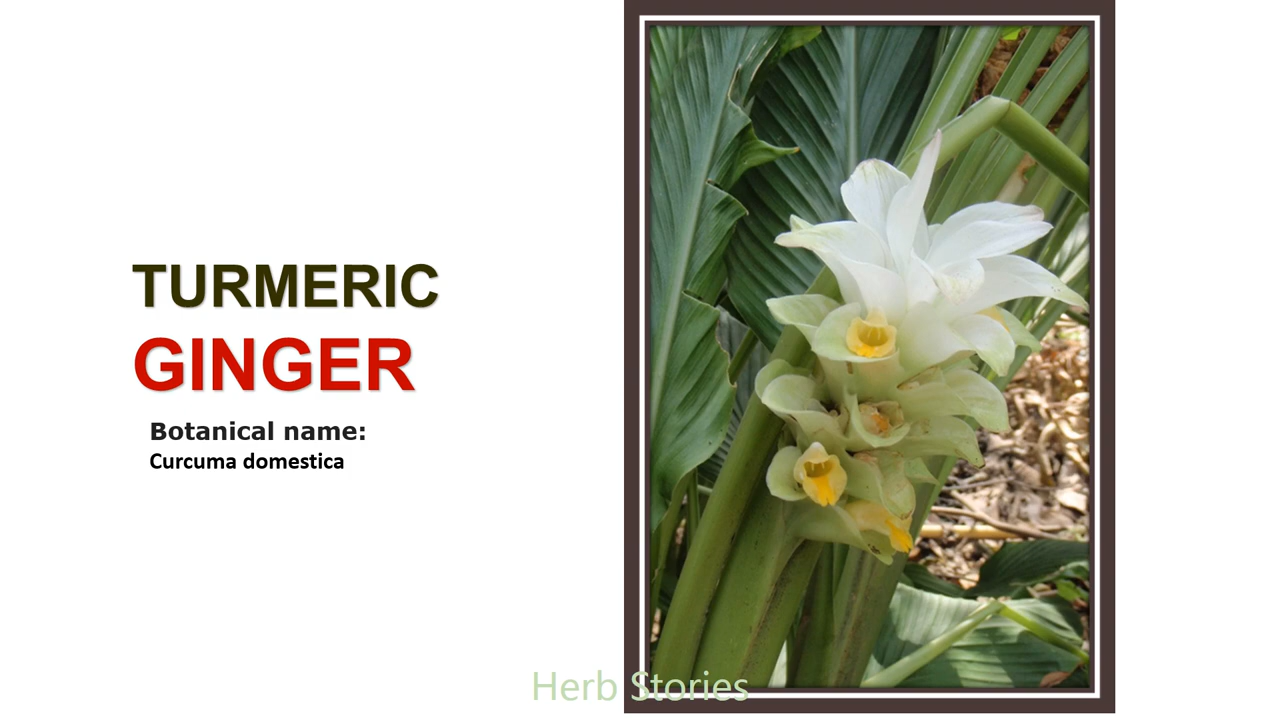 TURMERIC
GINGER
Botanical name:
Curcuma domestica
Herb Stories